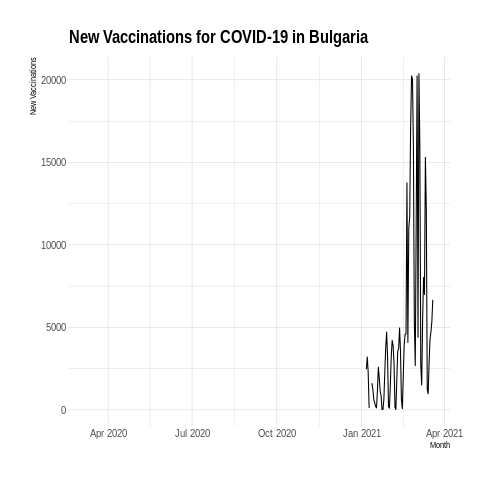 New Vaccinations for COVID-19 in Bulgaria
New Vaccinations
20000
15000
10000
5000
0
Apr 2020 Jul 2020 Oct 2020 Jan 2021 Apr 2021
Month